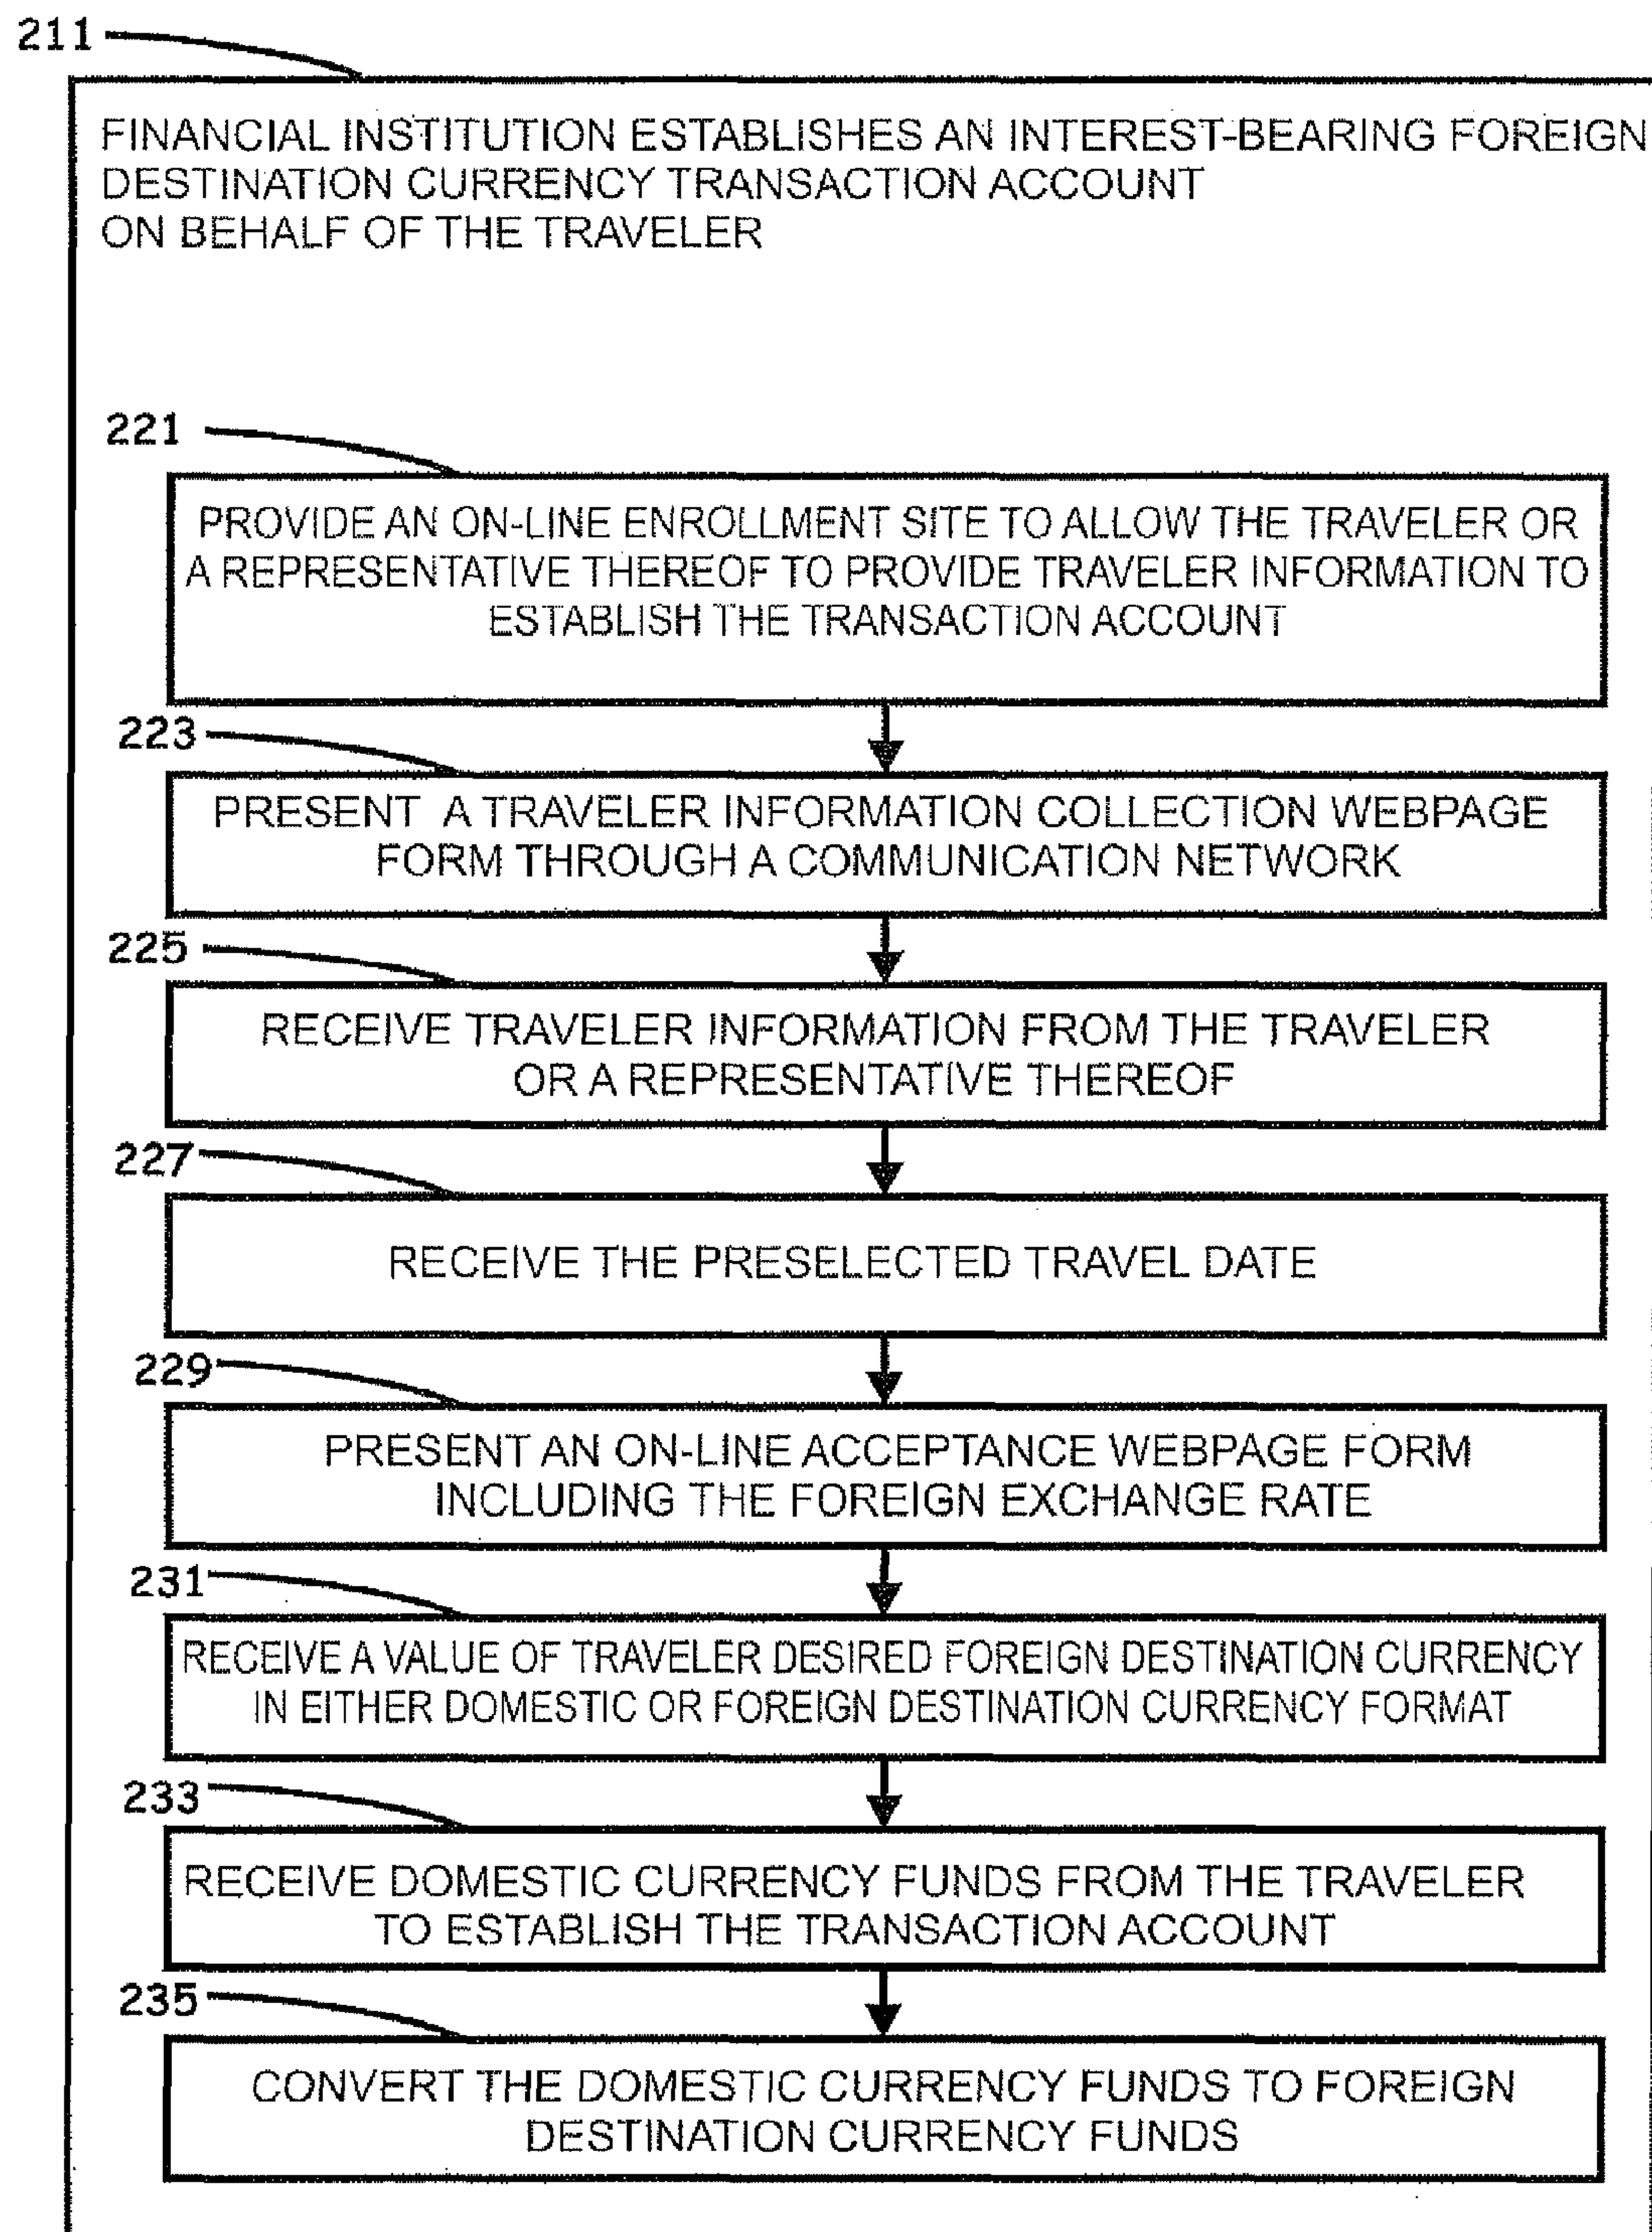 211
FINANCIAL INSTITUTION ESTABLISHES AN INTEREST-BEARING FOREIGN
DESTINATION CURRENCY TRANSACTION ACCOUNT
ON BEHALF OF THE TRAVELER
221
PROVIDE AN ON-LINE ENROLLMENT SITE TO ALLOW THE TRAVELER OR
A REPRESENTATIVE THEREOF TO PROVIDE TRAVELER INFORMATION TO
ESTABLISH THE TRANSACTION ACCOUNT
223
PRESENT A TRAVELER INFORMATION COLLECTION WEBPAGE
FORM THROUGH A COMMUNICATION NETWORK
225
RECEIVE TRAVELER INFORMATION FROM THE TRAVELER
OR A REPRESENTATIVE THEREOF
227
RECEIVE THE PRESELECTED TRAVEL DATE
229
PRESENT AN ON-LINE ACCEPTANCE WEBPAGE FORM
INCLUDING THE FOREIGN EXCHANGE RATE
231
RECEIVE A VALUE OF TRAVELER DESIRED FOREIGN DESTINATION CURRENCY
IN EITHER DOMESTIC OR FOREIGN DESTINATION CURRENCY FORMAT
233
RECEIVE DOMESTIC CURRENCY FUNDS FROM THE TRAVELER
TO ESTABLISH THE TRANSACTION ACCOUNT
235
CONVERT THE DOMESTIC CURRENCY FUNDS TO FOREIGN
DESTINATION CURRENCY FUNDS